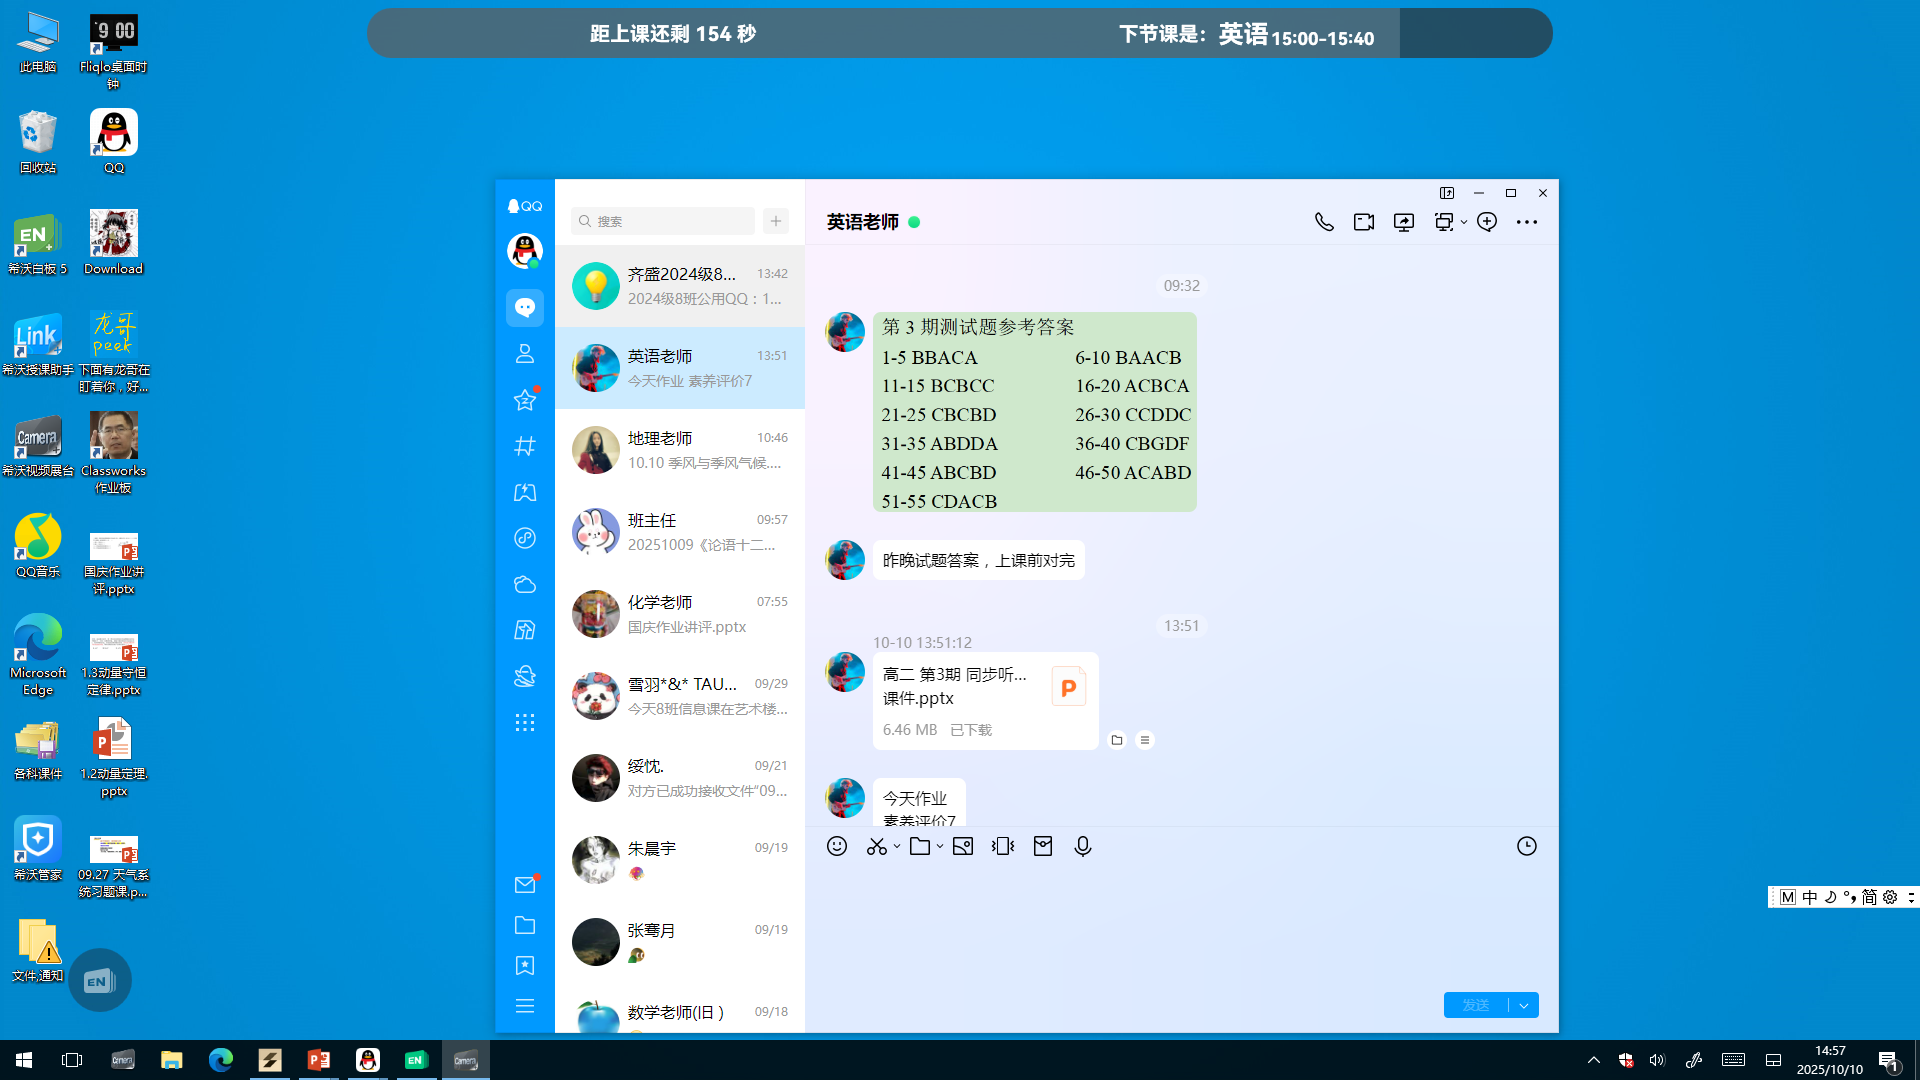 距上课还剩 154 秒
下节课是： 英语 15:00-15:40
此电脑
9 00
Fliqlo桌面时
钟
回收站
QQ
EN
希沃白板 5
Download
Link
希沃授课助手
龙哥
peek
下面有龙哥在
盯着你，好...
Camera
希沃视频展台
Classworks
作业板
QQ音乐
国庆作业讲
评.pptx
Microsoft
Edge
1.3动量守恒
定律.pptx
各科课件
1.2动量定理.
pptx
希沃管家
09.27 天气系
统习题课.p...
文件,通知
EN
QQ
搜索
齐盛2024级8... 13:42
2024级8班公用QQ：1...
英语老师 13:51
今天作业 素养评价7
地理老师 10:46
10.10 季风与季风气候....
班主任 09:57
20251009《论语十二...
化学老师 07:55
国庆作业讲评.pptx
雪羽*&* TAU... 09/29
今天8班信息课在艺术楼...
绥忱. 09/21
对方已成功接收文件"09...
朱晨宇 09/19
张骞月 09/19
数学老师(旧 ) 09/18
英语老师
09:32
第 3 期测试题参考答案
1-5 BBACA 6-10 BAACB
11-15 BCBCC 16-20 ACBCA
21-25 CBCBD 26-30 CCDDC
31-35 ABDDA 36-40 CBGDF
41-45 ABCBD 46-50 ACABD
51-55 CDACB
昨晚试题答案，上课前对完
13:51
10-10 13:51:12
高二 第3期 同步听...
课件.pptx
P
6.46 MB 已下载
今天作业
素养评价7
发送
M 中 简
Camera
EN
Camera
14:57
2025/10/10
1